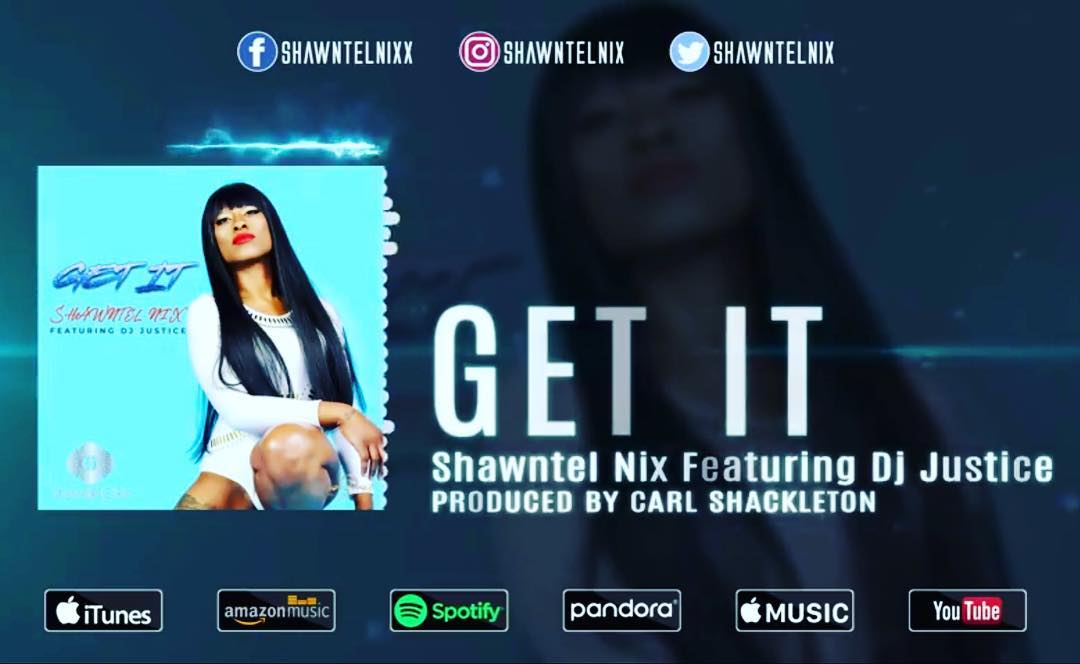 SHAWNTELNIXX SHAWNTELNIX SHAWNTELNIX
GET IT
SHAWNTEL NIX
FEATURING DJ JUSTICE
GET IT
Shawntel Nix Featuring Dj Justice
PRODUCED BY CARL SHACKLETON
iTunes amazonmusic Spotify pandora MUSIC YouTube